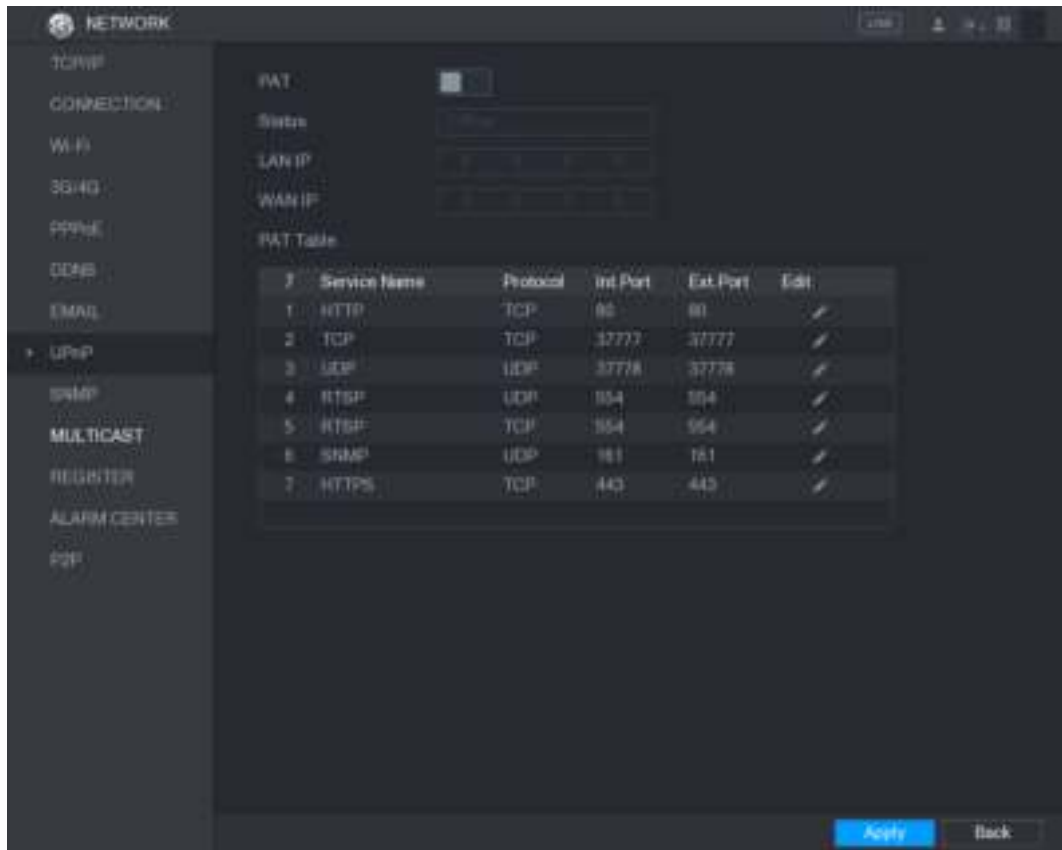 NETWORK
LIVE
TCP/IP
CONNECTION
Wi-Fi
3G/4G
PPPoE
DDNS
EMAIL
UPnP
SNMP
MULTICAST
REGISTER
ALARM CENTER
P2P
PAT
Status
LAN IP
WAN IP
PAT Table
7 Service Name Protocol Int.Port Ext.Port Edit
1 HTTP TCP 80 80
2 TCP TCP 37777 37777
3 UDP UDP 37778 37778
4 RTSP UDP 554 554
5 RTSP TCP 554 554
6 SNMP UDP 161 161
7 HTTPS TCP 443 443
Apply Back